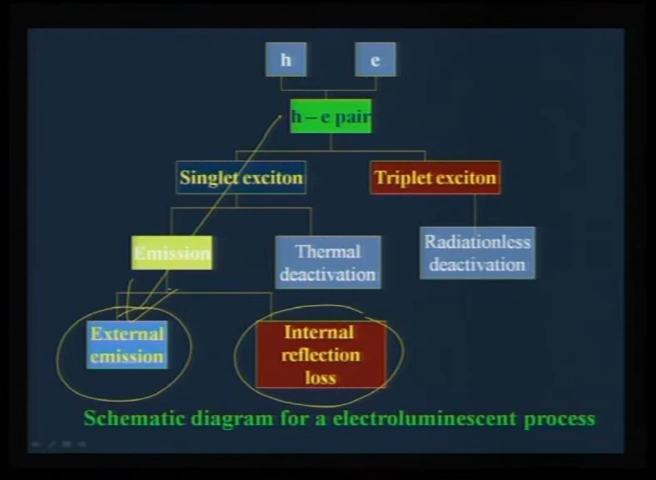 h
e
h – e pair
Singlet exciton
Triplet exciton
Emission
Thermal
deactivation
Radiationless
deactivation
External
emission
Internal
reflection
loss
Schematic diagram for a electroluminescent process